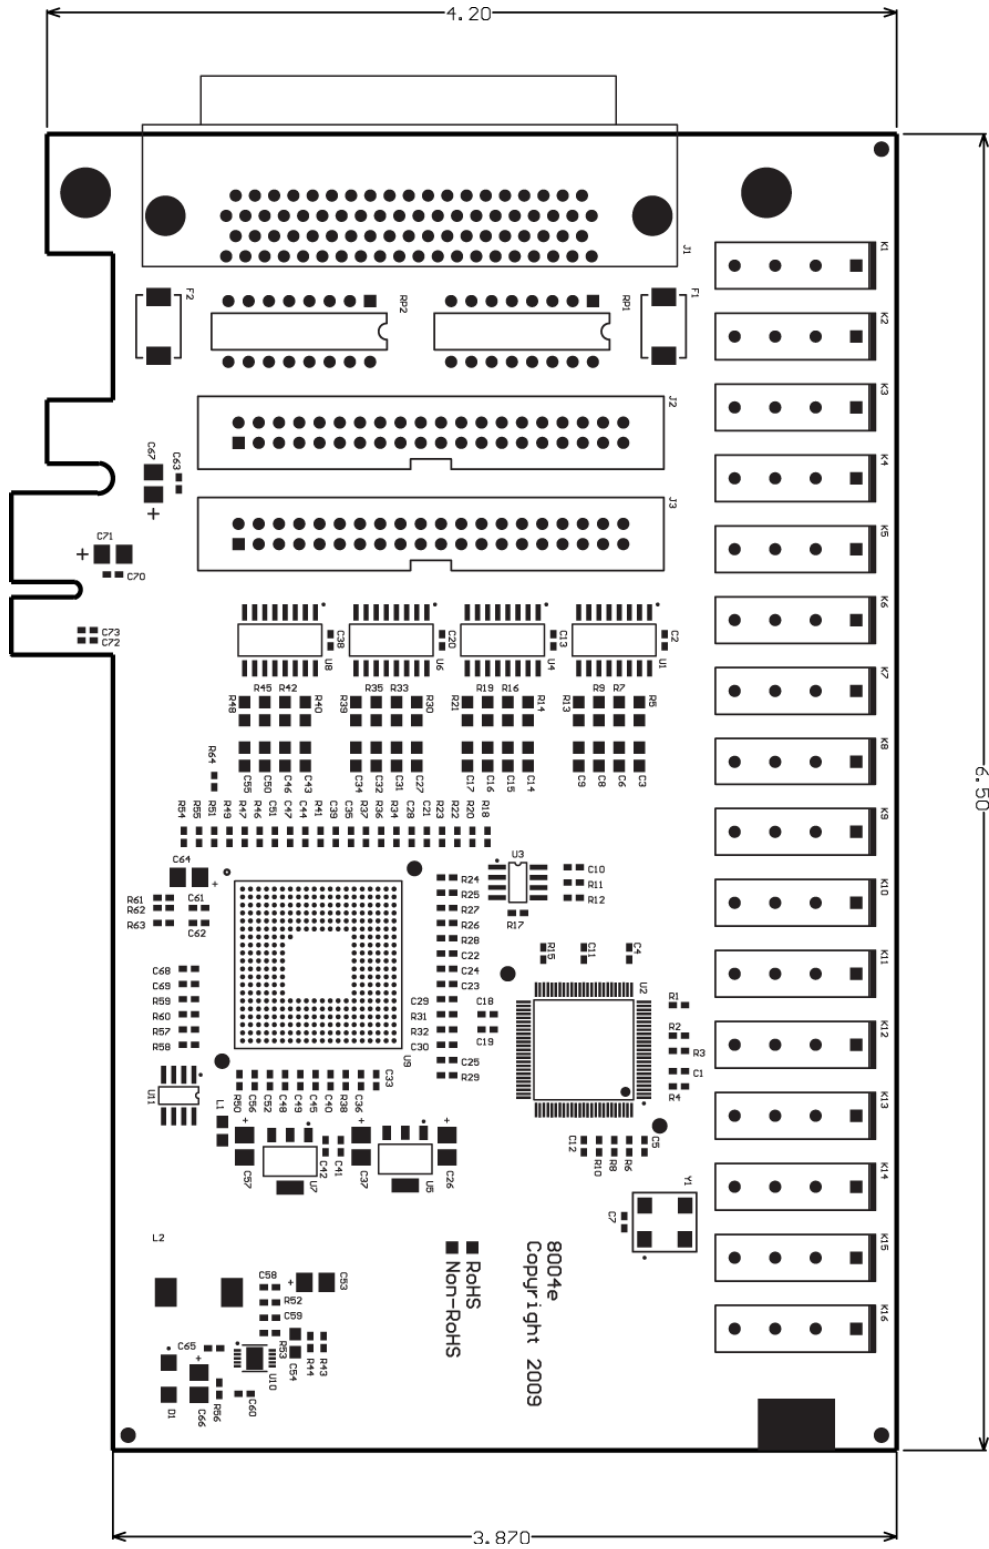 4.20
J1
K1
F2
RP2
RP1
F1
K2
K3
J2
K4
C67
C63
+
J3
K5
C71
+
C70
K6
C73
C72
C38
U8
C20
U6
C13
U4
C2
U1
K7
R48
R45
R42
R40
R39
R35
R33
R30
R21
R19
R16
R14
R13
R9
R7
R5
K8
R64
C55
C50
C46
C43
C34
C32
C31
C27
C17
C16
C15
C14
C9
C8
C6
C3
6.50
R54
R55
R51
R49
R47
R46
C51
C47
C44
R41
C39
C35
R37
R36
R34
C28
C21
R23
R22
R20
R18
K9
C64
+
U3
C10
R11
R12
R17
K10
R61
R62
R63
C61
C62
R24
R25
R27
R26
R28
C22
C24
C23
C29
R31
R32
C30
C25
R29
C18
C19
R15
C11
C4
K11
C68
C69
R59
R60
R57
R58
U9
U2
R1
R2
R3
C1
R4
K12
U11
L1
R50
C56
C52
C48
C49
C45
C40
R38
C36
C33
K13
+
C57
U7
C42
C41
+
C37
U5
+
C26
C12
R10
R8
R6
C5
K14
Y1
C7
L2
K15
RoHS
Non-RoHS
8004e
Copyright 2009
C58
R52
C59
R53
+
C53
K16
C65
+
U10
C54
R44
R43
D1
C66
R56
C60
3.870